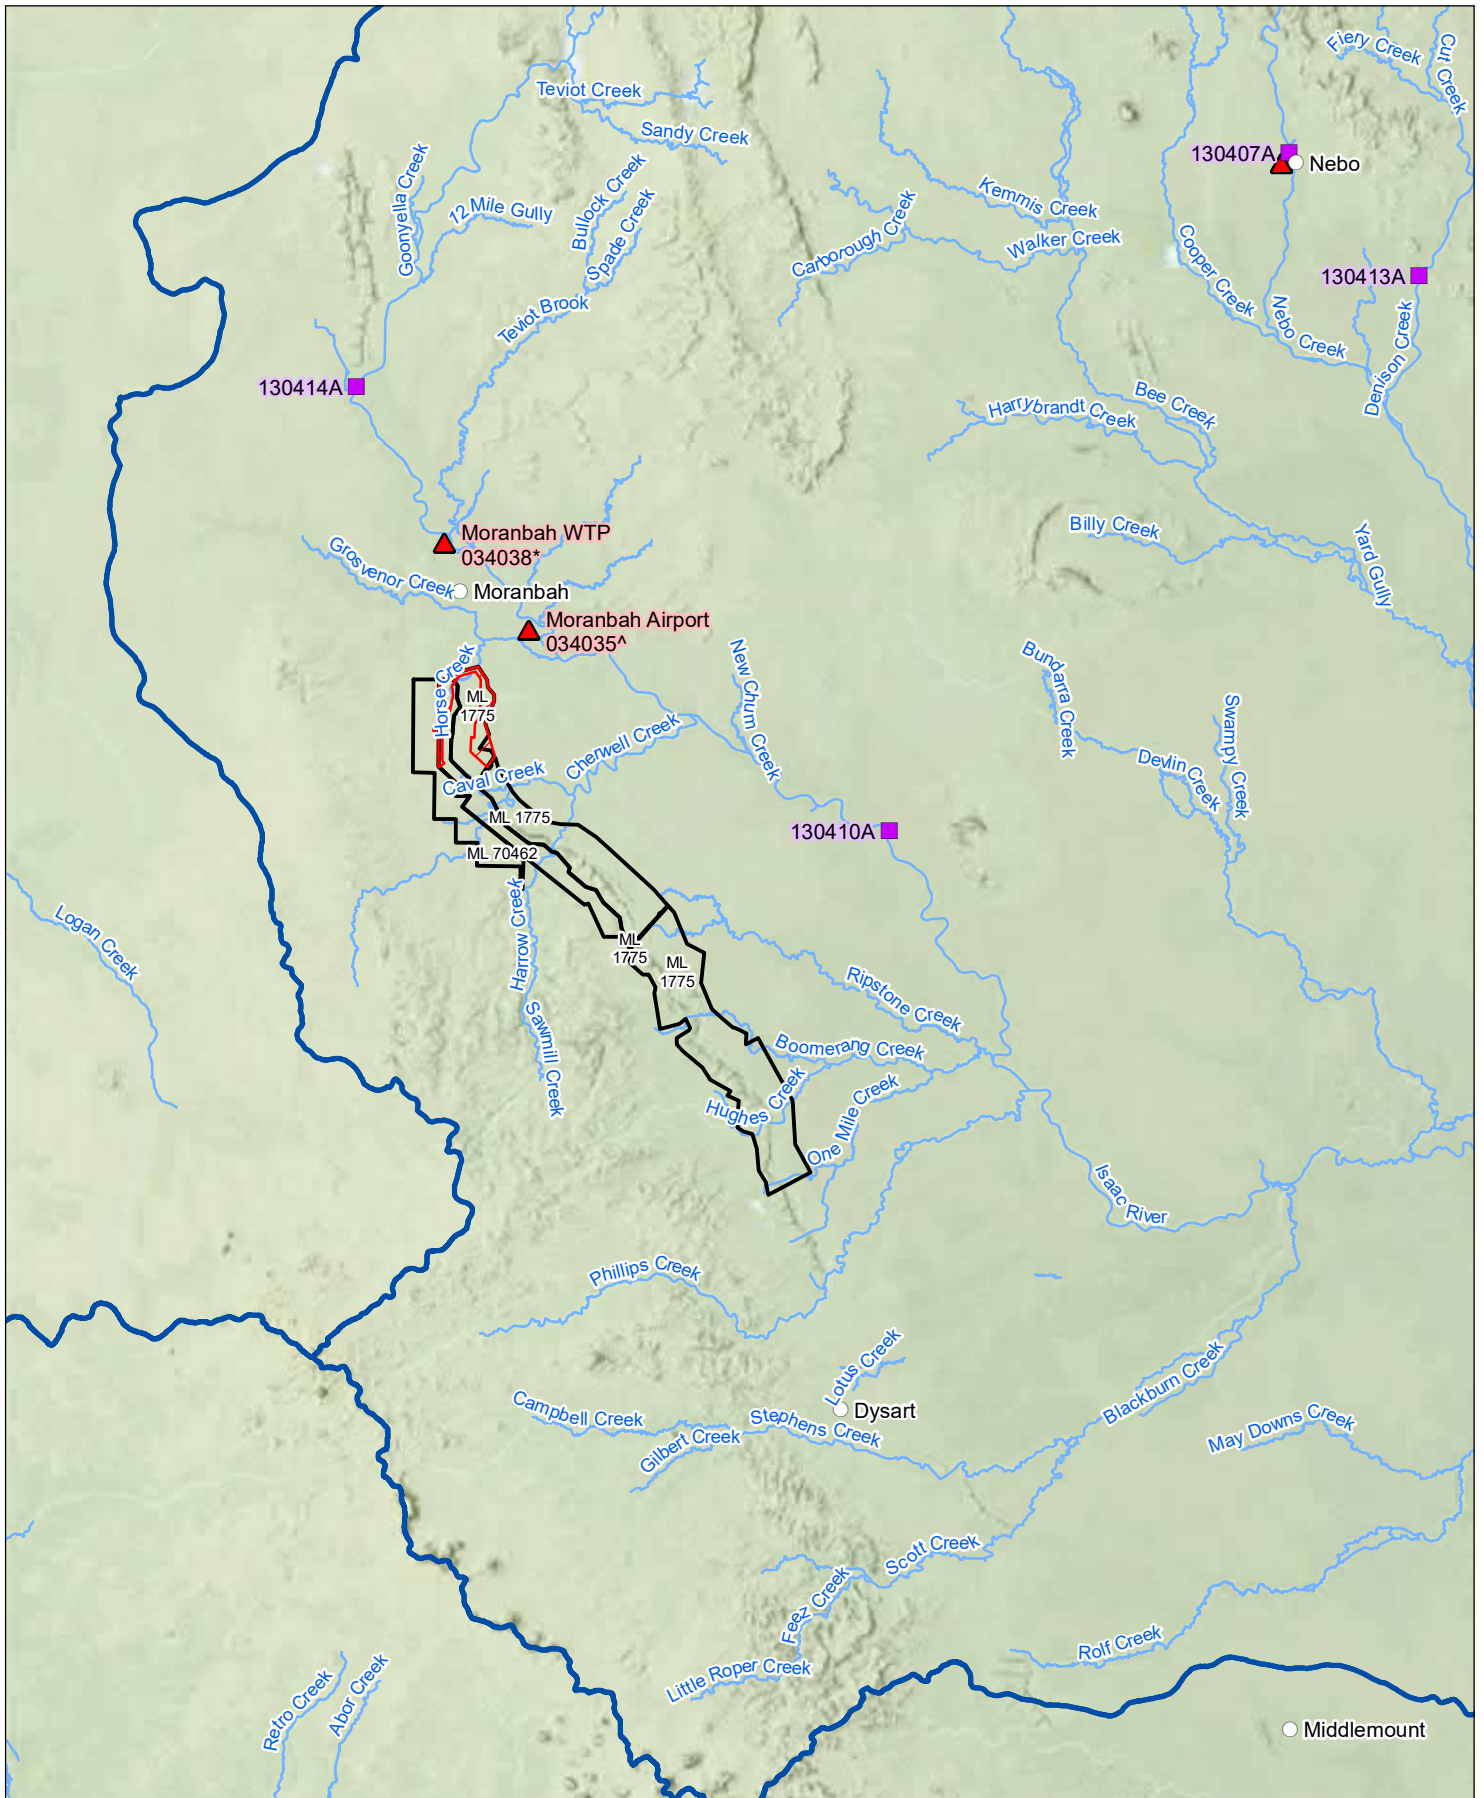 Fiery Creek
Cut Creek
Teviot Creek
Sandy Creek
130407A
Nebo
Goonyella Creek
12 Mile Gully
Bullock Creek
Spade Creek
Kemmis Creek
Carborough Creek
Walker Creek
Cooper Creek
130413A
Teviot Brook
Nebo Creek
Denison Creek
130414A
Harrybrandt Creek
Bee Creek
Moranbah WTP
034038*
Billy Creek
Yard Gully
Grosvenor Creek
Moranbah
Moranbah Airport
034035^
Horse Creek
ML
1775
New Chum Creek
Bundarra Creek
Swampy Creek
Cherwell Creek
Caval Creek
Devlin Creek
ML 1775
130410A
ML 70462
Harrow Creek
Logan Creek
ML
1775
ML
1775
Ripstone Creek
Sawmill Creek
Boomerang Creek
Hughes Creek
One Mile Creek
Isaac River
Phillips Creek
Lotus Creek
Dysart
Campbell Creek
Stephens Creek
Gilbert Creek
Blackburn Creek
May Downs Creek
Scott Creek
Feez Creek
Little Roper Creek
Rolf Creek
Retro Creek
Abor Creek
Middlemount